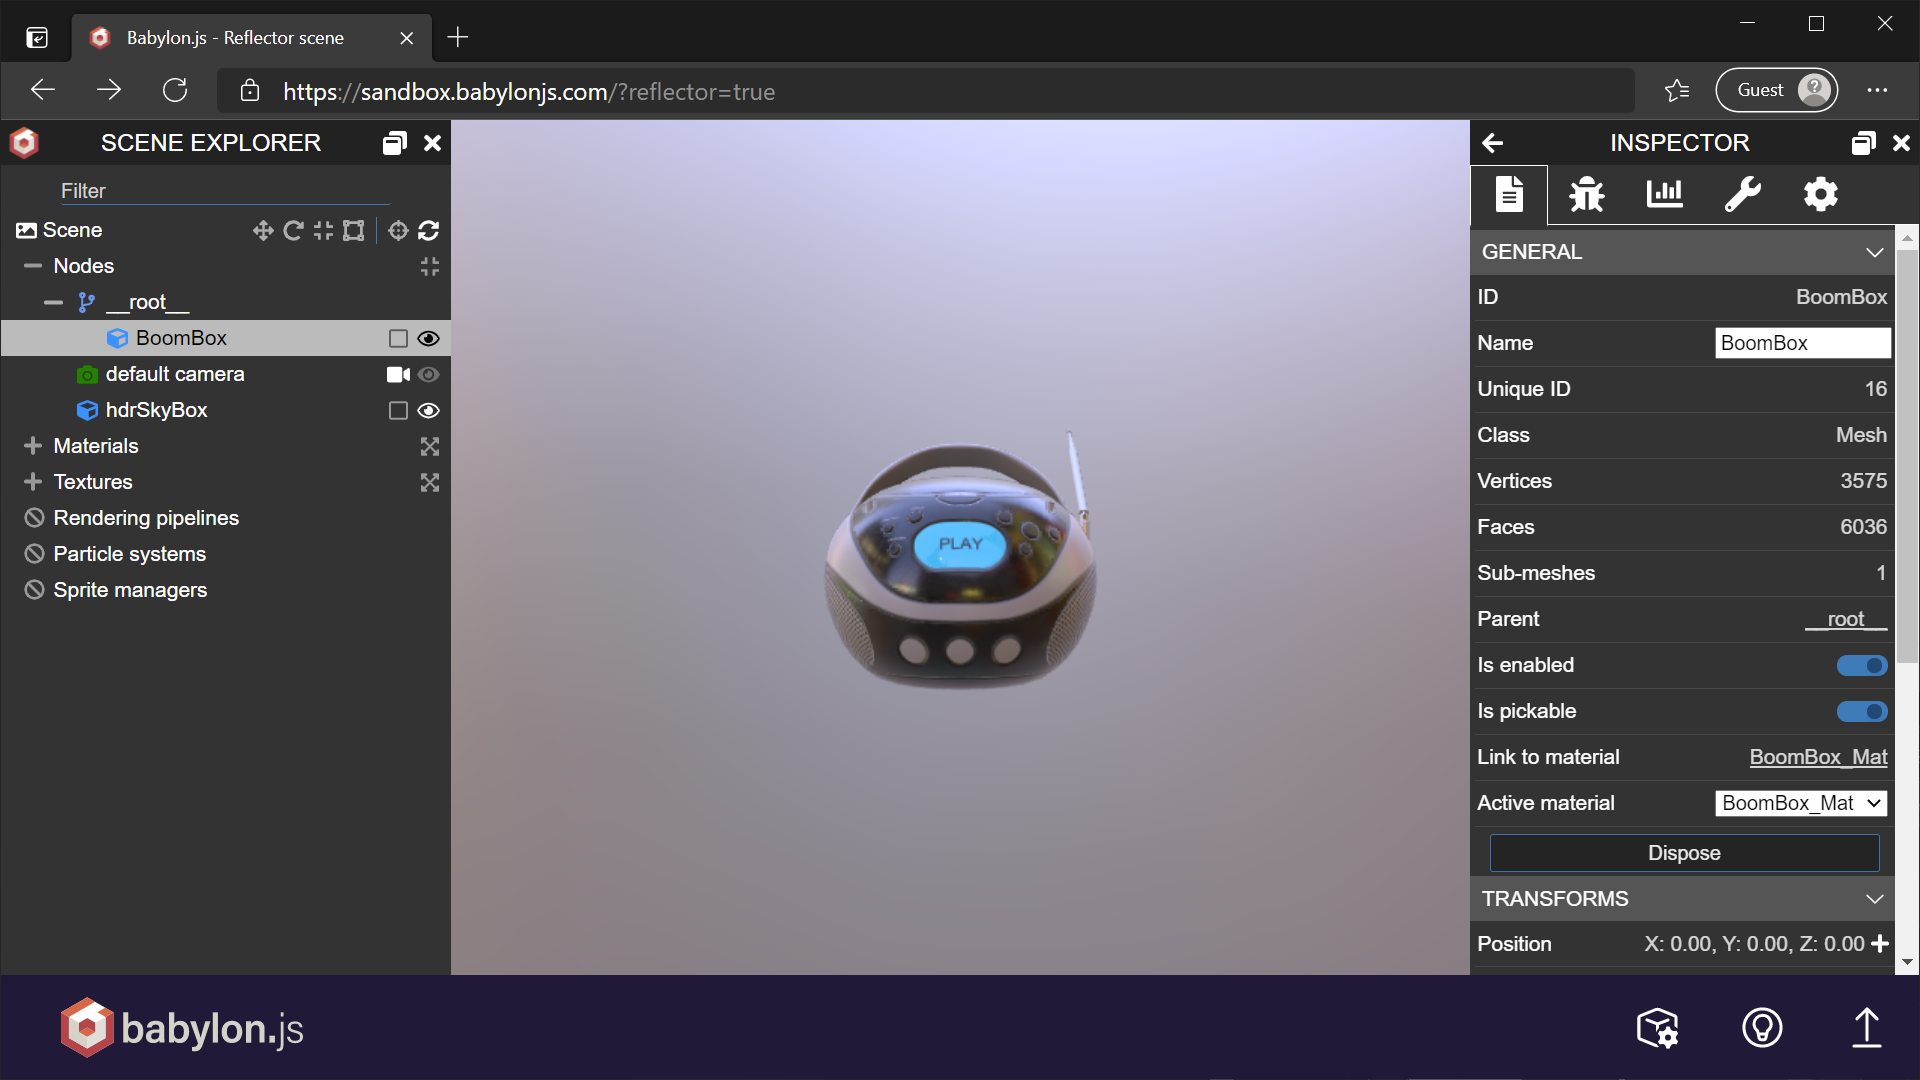 Babylon.js - Reflector scene
https://sandbox.babylonjs.com/?reflector=true
Guest
SCENE EXPLORER
Filter
Scene
Nodes
__root__
BoomBox
default camera
hdrSkyBox
Materials
Textures
Rendering pipelines
Particle systems
Sprite managers
PLAY
INSPECTOR
GENERAL
ID BoomBox
Name BoomBox
Unique ID 16
Class Mesh
Vertices 3575
Faces 6036
Sub-meshes 1
Parent __root__
Is enabled
Is pickable
Link to material BoomBox_Mat
Active material BoomBox_Mat
Dispose
TRANSFORMS
Position X: 0.00, Y: 0.00, Z: 0.00
babylon.js